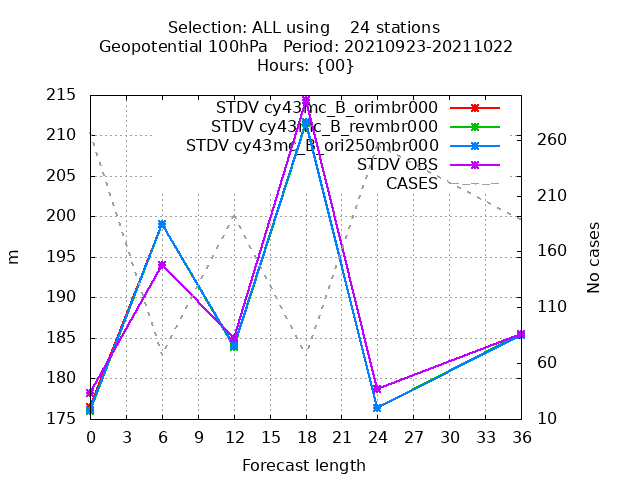 Selection: ALL using    24 stations
Geopotential 100hPa   Period: 20210923-20211022
Hours: {00}
STDV cy43mc_B_orimbr000
STDV cy43mc_B_revmbr000
STDV cy43mc_B_ori250mbr000
STDV OBS
CASES
215
210
205
200
195
190
185
180
175
m
260
210
160
110
60
10
No cases
0 3 6 9 12 15 18 21 24 27 30 33 36
Forecast length